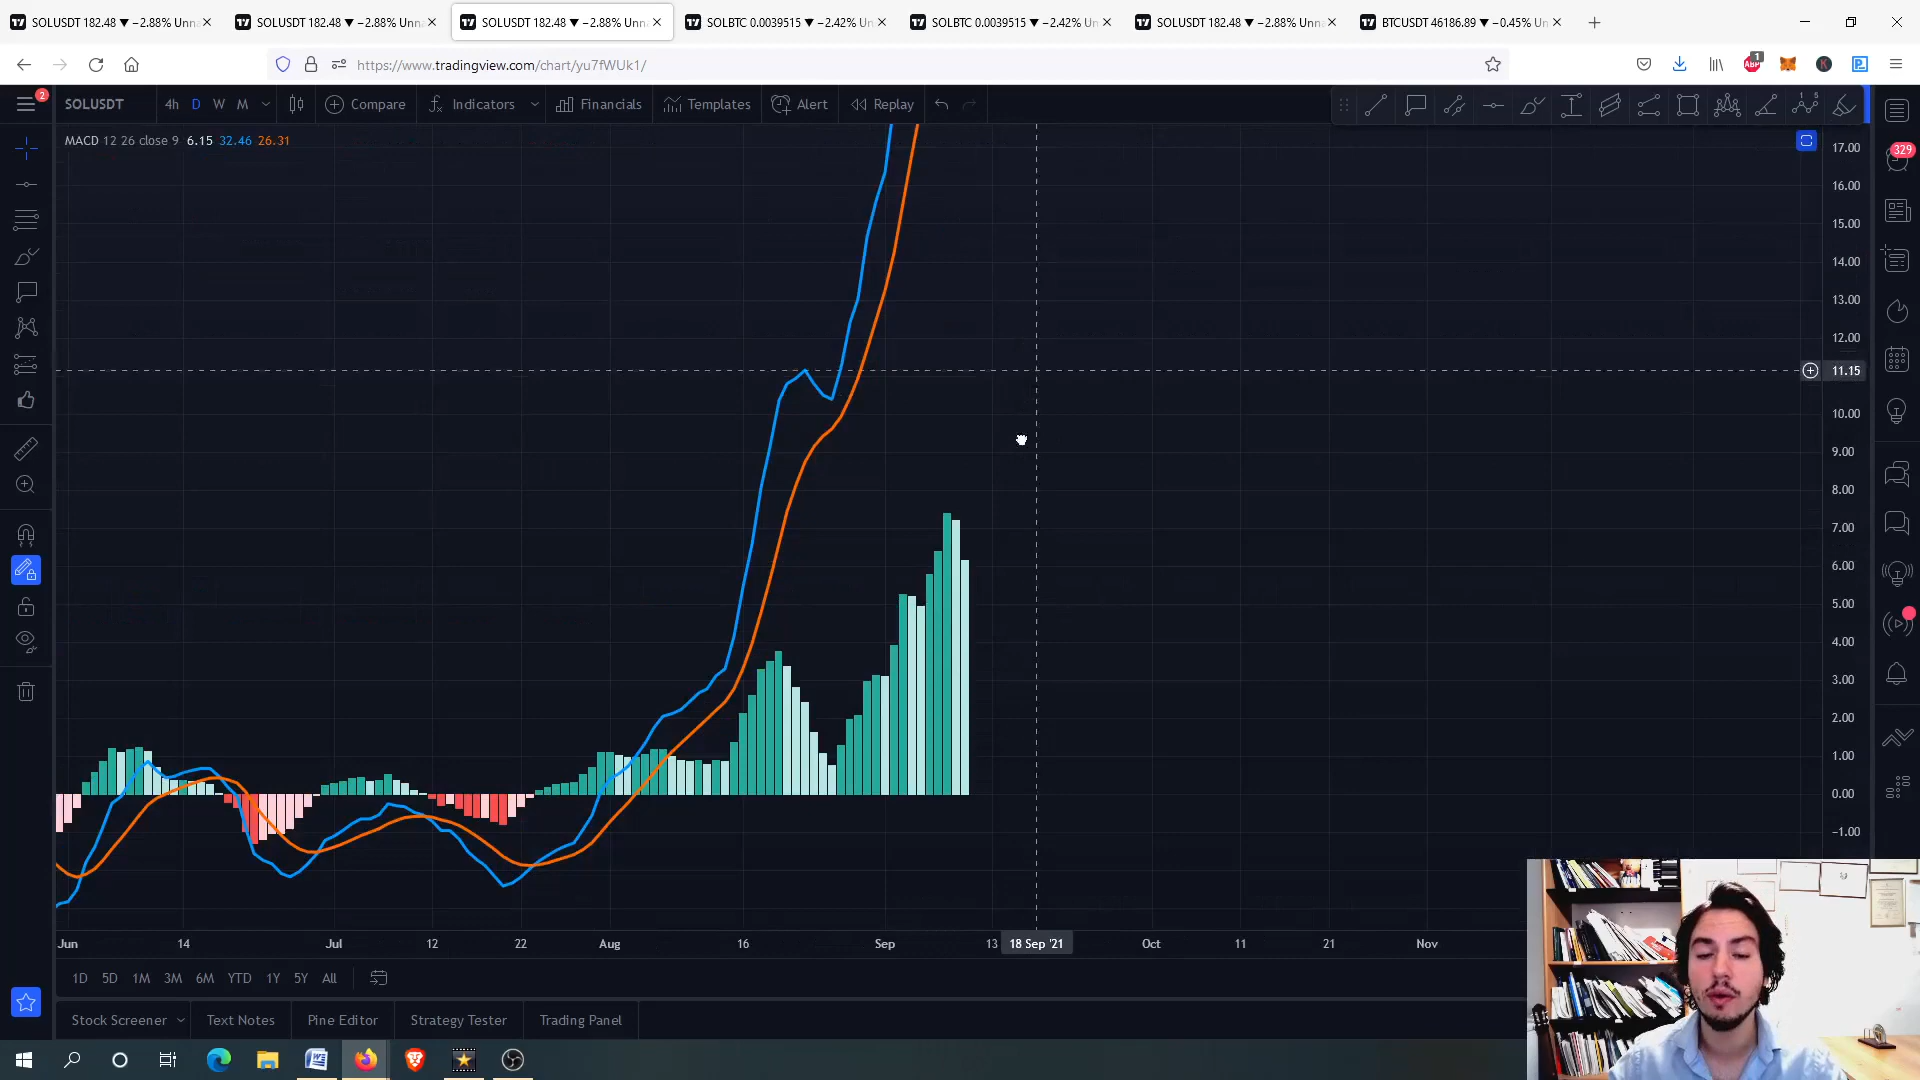 SOLUSDT 182.48 ▼ −2.88% Unna
SOLUSDT 182.48 ▼ −2.88% Unna
SOLUSDT 182.48 ▼ −2.88% Unn
SOLBTC 0.0039515 ▼ −2.42% Un
SOLBTC 0.0039515 ▼ −2.42% Un
SOLUSDT 182.48 ▼ −2.88% Unna
BTCUSDT 46186.89 ▼ −0.45% Un
https://www.tradingview.com/chart/yu7fWUk1/
1
ABP
K
2
SOLUSDT 4h D W M Compare Indicators Financials Templates Alert Replay
MACD 12 26 close 9 6.15 32.46 26.31
329
17.00
16.00
15.00
14.00
13.00
12.00
11.15
10.00
9.00
8.00
7.00
6.00
5.00
4.00
3.00
2.00
1.00
0.00
−1.00
Jun 14 Jul 12 22 Aug 16 Sep 13 18 Sep '21 Oct 11 21 Nov
1D 5D 1M 3M 6M YTD 1Y 5Y All
Stock Screener Text Notes Pine Editor Strategy Tester Trading Panel